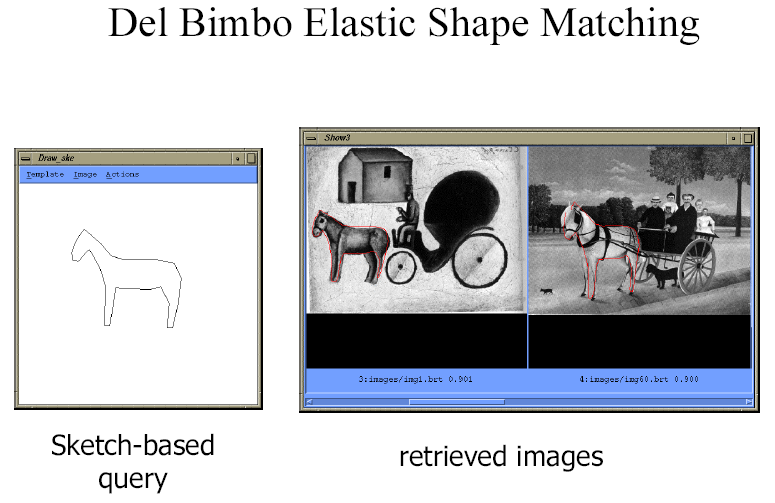 Del Bimbo Elastic Shape Matching
Draw_ske
Template Image Actions
Show3
3:images/img1.brt 0.901
4:images/img60.brt 0.900
Sketch-based
query
retrieved images